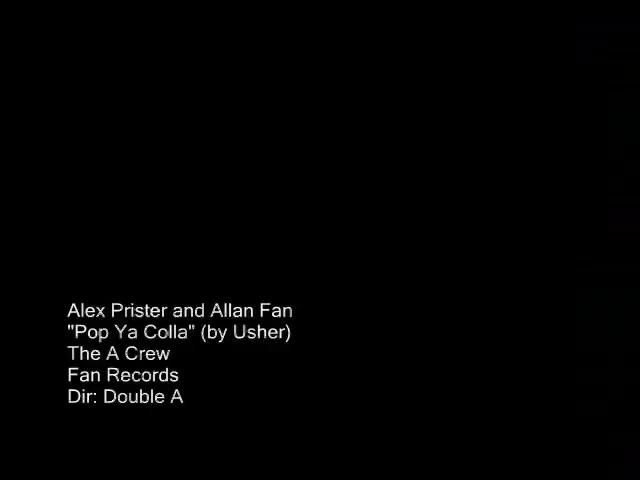 Alex Prister and Allan Fan
"Pop Ya Colla" (by Usher)
The A Crew
Fan Records
Dir: Double A